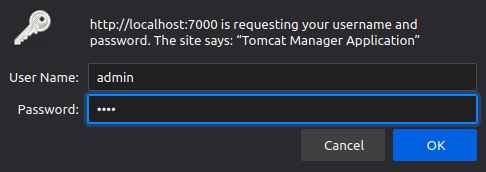 http://localhost:7000 is requesting your username and
password. The site says: “Tomcat Manager Application”
User Name: admin
Password: ••••
Cancel OK